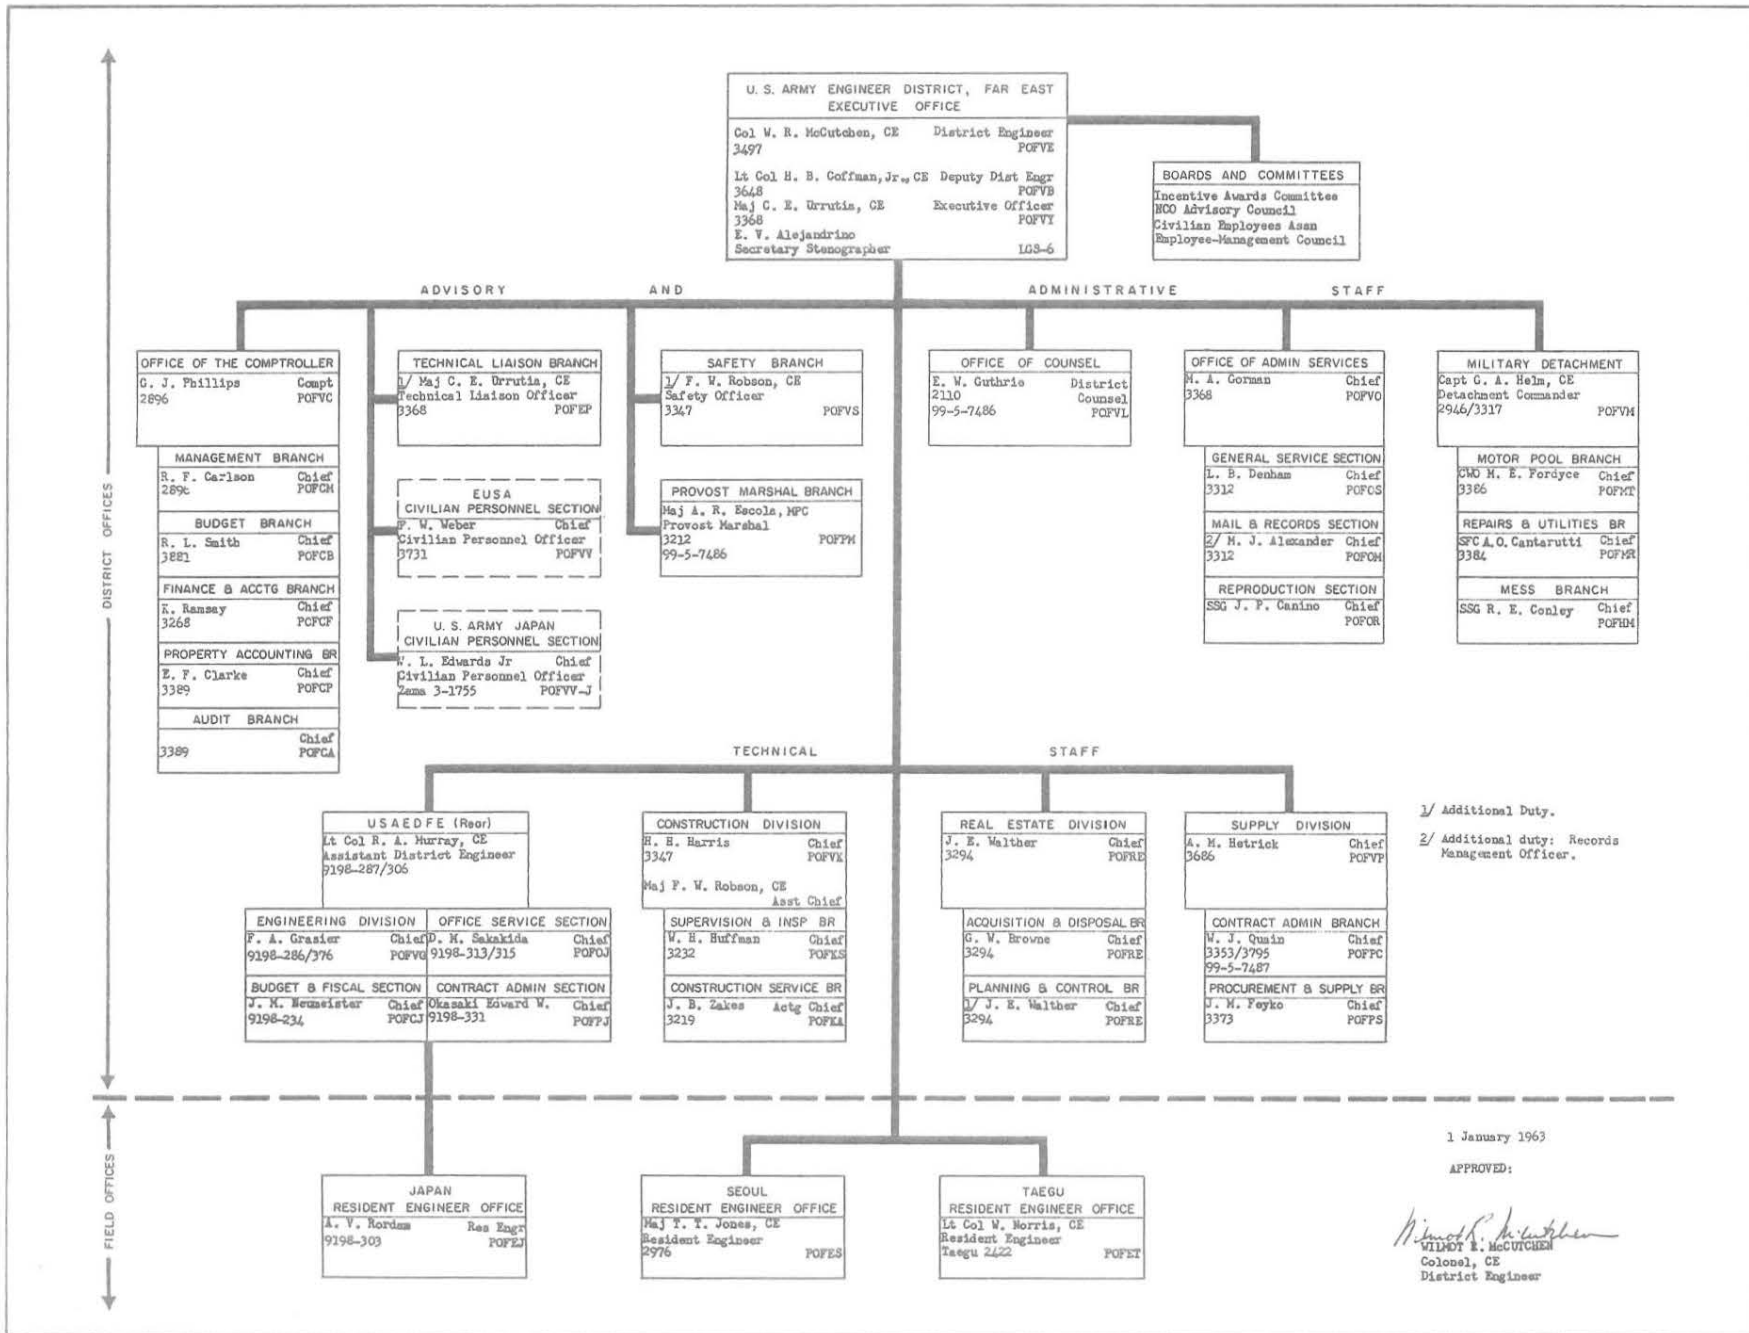 U. S. ARMY ENGINEER DISTRICT, FAR EAST
EXECUTIVE OFFICE
Col W. R. McCutchen, CE District Engineer
3497 POFVE
Lt Col H. B. Coffman, Jr., CE Deputy Dist Engr
3648 POFVB
Maj C. E. Urrutia, CE Executive Officer
3368 POFVY
E. V. Alejandrino
Secretary Stenographer LGS-6
BOARDS AND COMMITTEES
Incentive Awards Committee
NCO Advisory Council
Civilian Employees Assn
Employee-Management Council
ADVISORY AND ADMINISTRATIVE STAFF
DISTRICT OFFICES
OFFICE OF THE COMPTROLLER
G. J. Phillips Compt
2896 POFVC
MANAGEMENT BRANCH
R. F. Carlson Chief
2896 POFCM
BUDGET BRANCH
R. L. Smith Chief
3881 POFCB
FINANCE & ACCTG BRANCH
K. Ramsay Chief
3268 POFCF
PROPERTY ACCOUNTING BR
E. F. Clarke Chief
3389 POFCP
AUDIT BRANCH
Chief
3389 POFCA
TECHNICAL LIAISON BRANCH
1/ Maj C. E. Urrutia, CE
Technical Liaison Officer
3368 POFEP
EUSA
CIVILIAN PERSONNEL SECTION
F. W. Weber Chief
Civilian Personnel Officer
3731 POFVV
U. S. ARMY JAPAN
CIVILIAN PERSONNEL SECTION
W. L. Edwards Jr Chief
Civilian Personnel Officer
Zama 3-1755 POFVV-J
SAFETY BRANCH
1/ F. W. Robson, CE
Safety Officer
3347 POFVS
PROVOST MARSHAL BRANCH
Maj A. R. Escola, MPC
Provost Marshal
3212 POFPM
99-5-7486
OFFICE OF COUNSEL
E. W. Guthrie District
2110 Counsel
99-5-7486 POFVL
OFFICE OF ADMIN SERVICES
M. A. Gorman Chief
3368 POFVO
GENERAL SERVICE SECTION
L. B. Denham Chief
3312 POFOS
MAIL & RECORDS SECTION
2/ M. J. Alexander Chief
3312 POFOM
REPRODUCTION SECTION
SSG J. P. Canino Chief
POFOR
MILITARY DETACHMENT
Capt G. A. Helm, CE
Detachment Commander
2946/3317 POFVM
MOTOR POOL BRANCH
CWO M. E. Fordyce Chief
3386 POFMT
REPAIRS & UTILITIES BR
SFC A. O. Cantarutti Chief
3384 POFMR
MESS BRANCH
SSG R. E. Conley Chief
POFHM
TECHNICAL STAFF
USAEDFE (Rear)
Lt Col R. A. Murray, CE
Assistant District Engineer
9198-287/306
ENGINEERING DIVISION
F. A. Grasier Chief
9198-286/376 POFVG
OFFICE SERVICE SECTION
D. M. Sakakida Chief
9198-313/315 POFOJ
BUDGET & FISCAL SECTION
J. M. Neumeister Chief
9198-234 POFCJ
CONTRACT ADMIN SECTION
Okasaki Edward W. Chief
9198-331 POFPJ
CONSTRUCTION DIVISION
H. H. Harris Chief
3347 POFVK
Maj F. W. Robson, CE
Asst Chief
SUPERVISION & INSP BR
W. H. Huffman Chief
3232 POFKS
CONSTRUCTION SERVICE BR
J. B. Zakes Actg Chief
3219 POFKA
REAL ESTATE DIVISION
J. E. Walther Chief
3294 POFRE
ACQUISITION & DISPOSAL BR
G. W. Browne Chief
3294 POFRE
PLANNING & CONTROL BR
1/ J. E. Walther Chief
3294 POFRE
SUPPLY DIVISION
A. M. Hetrick Chief
3686 POFVP
CONTRACT ADMIN BRANCH
W. J. Quain Chief
3353/3795 POFPC
99-5-7487
PROCUREMENT & SUPPLY BR
J. M. Feyko Chief
3373 POFPS
1/ Additional Duty.
2/ Additional duty: Records
Management Officer.
FIELD OFFICES
JAPAN
RESIDENT ENGINEER OFFICE
A. V. Rordam Res Engr
9198-303 POFEJ
SEOUL
RESIDENT ENGINEER OFFICE
Maj T. T. Jones, CE
Resident Engineer
2976 POFES
TAEGU
RESIDENT ENGINEER OFFICE
Lt Col W. Norris, CE
Resident Engineer
Taegu 2422 POFET
1 January 1963
APPROVED:
Wilmot R. McCutchen
WILMOT R. McCUTCHEN
Colonel, CE
District Engineer